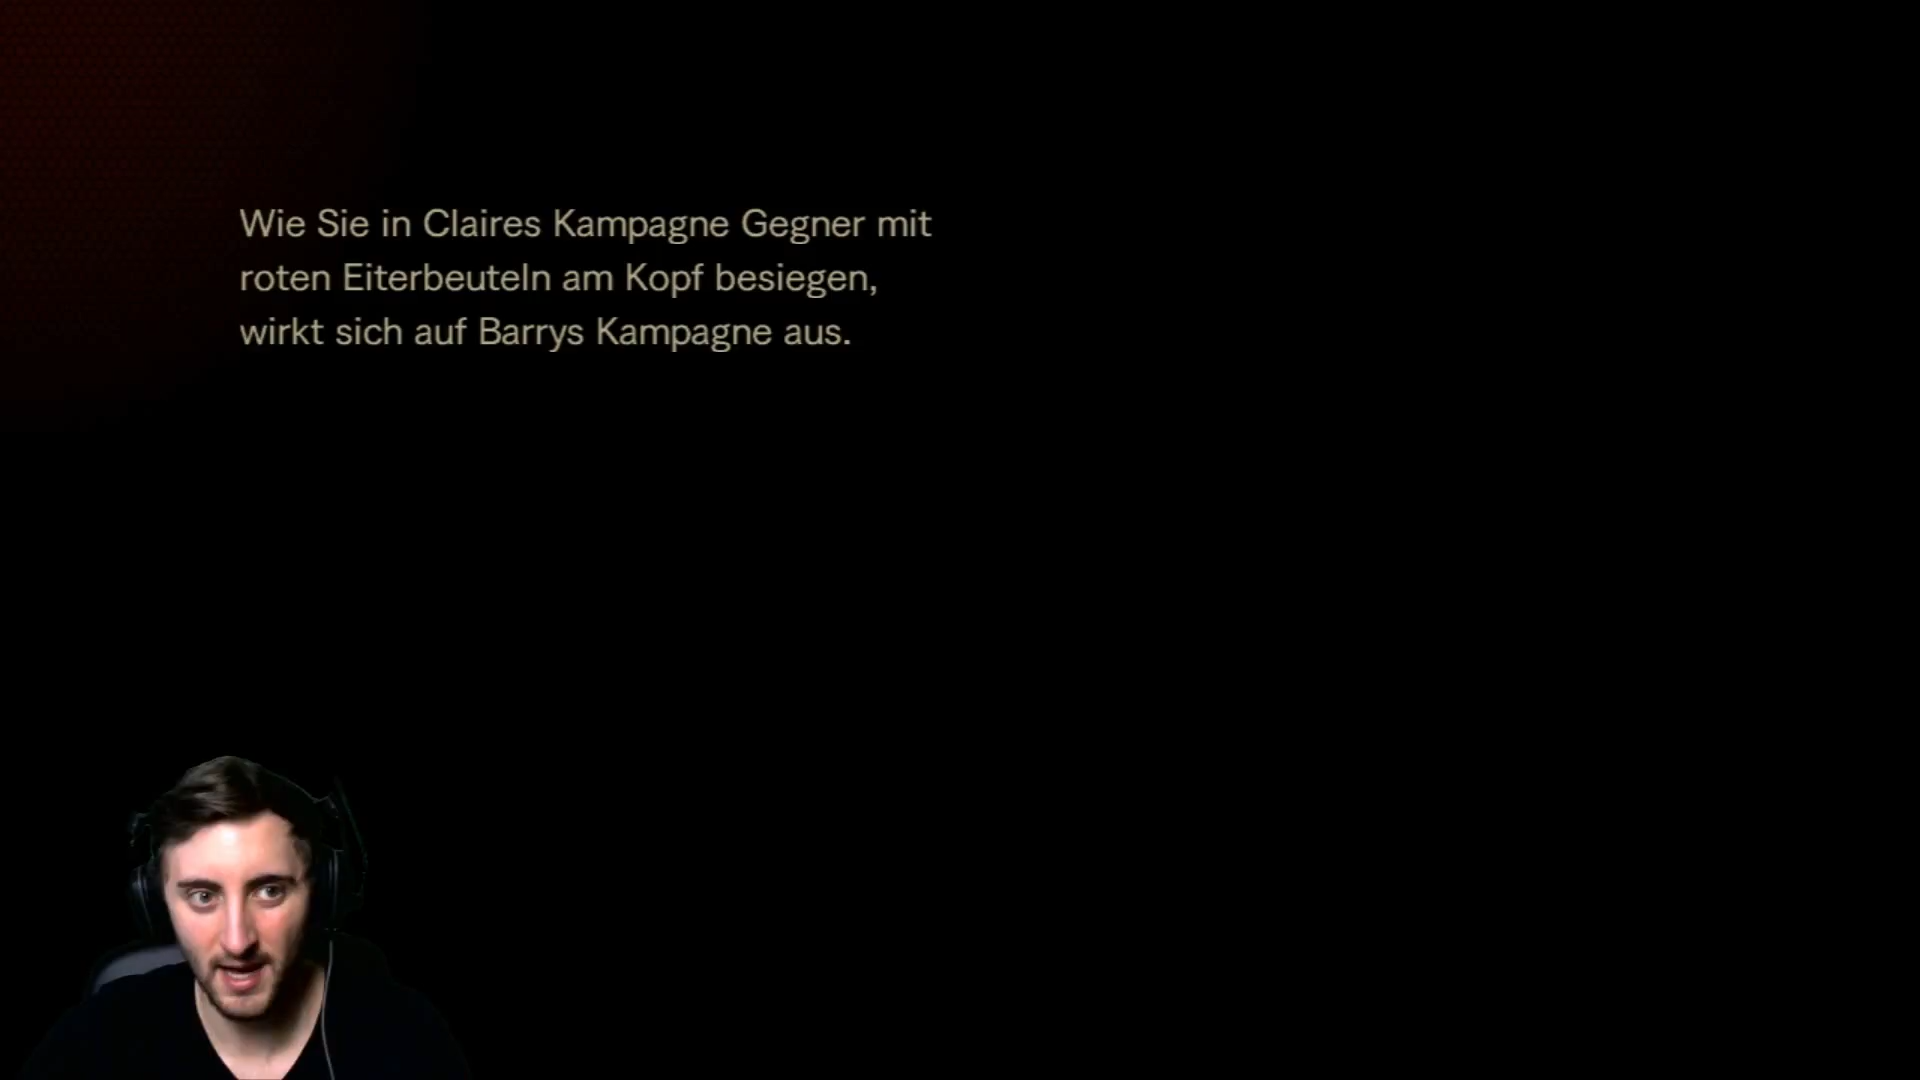 Wie Sie in Claires Kampagne Gegner mit
roten Eiterbeuteln am Kopf besiegen,
wirkt sich auf Barrys Kampagne aus.